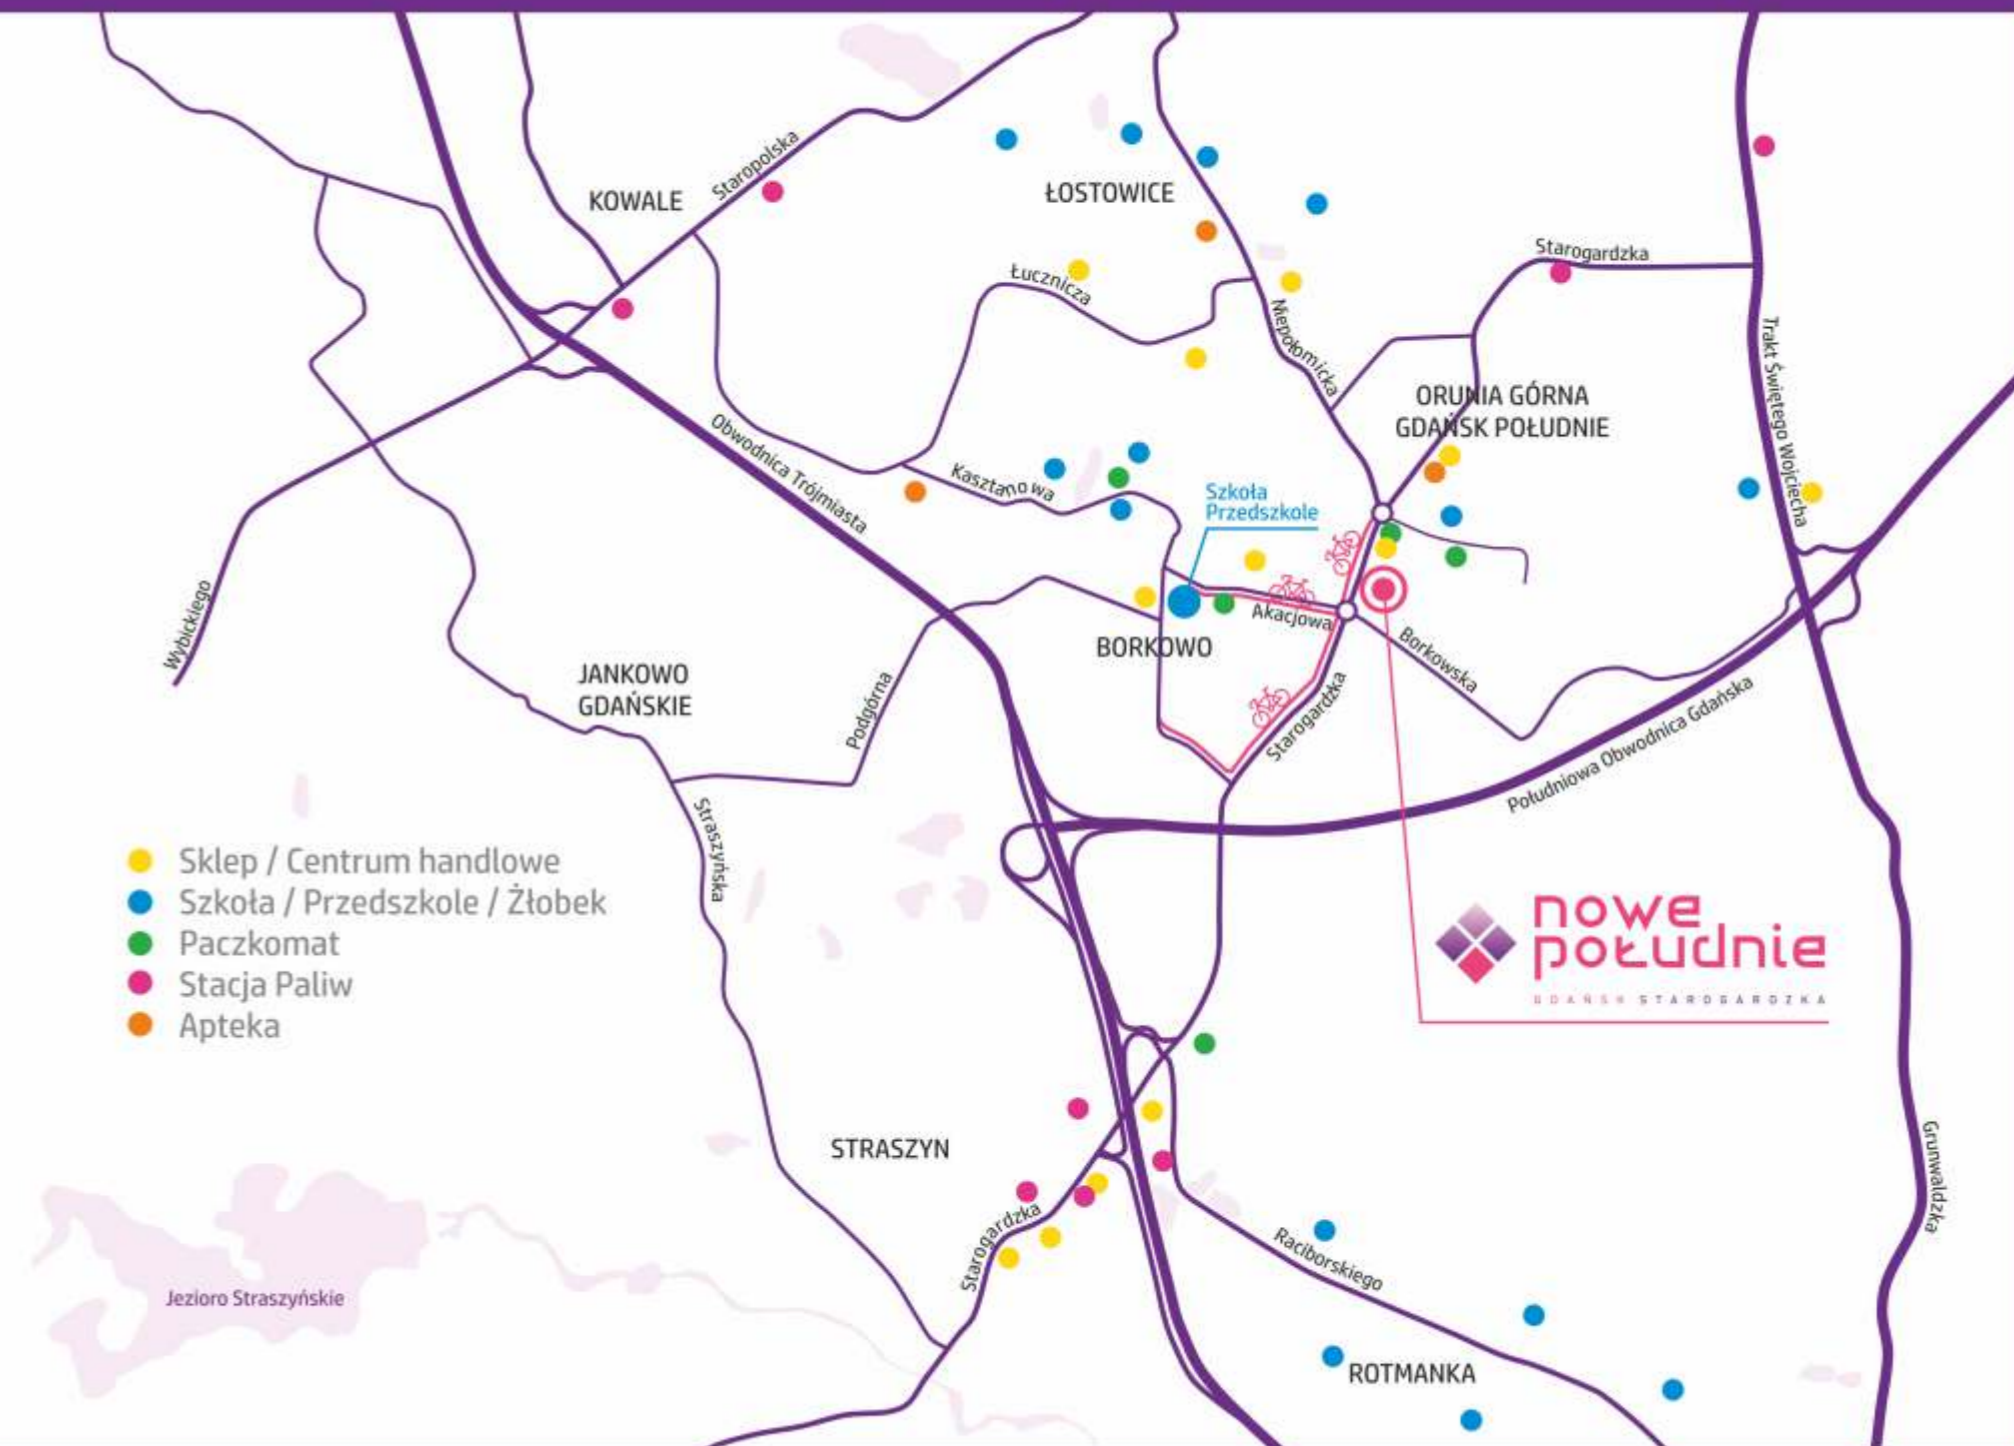 Staropolska
KOWALE
ŁOSTOWICE
Starogardzka
Łucznicza
Niepołomicka
Trakt Świętego Wojciecha
ORUNIA GÓRNA
GDAŃSK POŁUDNIE
Obwodnica Trójmiasta
Kasztanowa
Szkoła
Przedszkole
Wybickiego
Akacjowa
BORKOWO
Borkowska
JANKOWO
GDAŃSKIE
Podgórna
Starogardzka
Południowa Obwodnica Gdańska
Straszyńska
Sklep / Centrum handlowe
Szkoła / Przedszkole / Żłobek
Paczkomat
Stacja Paliw
Apteka
nowe
południe
GDAŃSK STAROGARDZKA
STRASZYN
Grunwaldzka
Starogardzka
Raciborskiego
Jezioro Straszyńskie
ROTMANKA